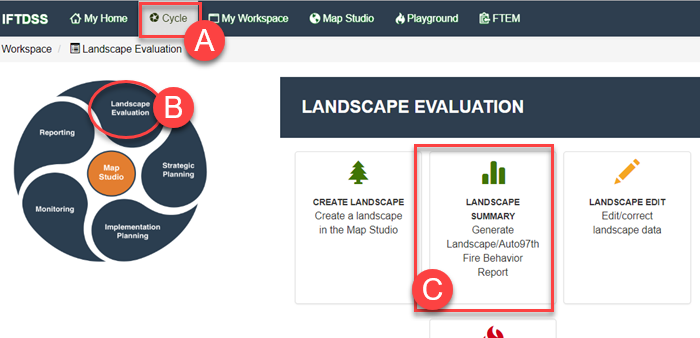 IFTDSS My Home Cycle My Workspace Map Studio Playground FTEM
A
Workspace / Landscape Evaluation
Landscape
Evaluation
B
Reporting
Map
Studio
Strategic
Planning
Monitoring
Implementation
Planning
LANDSCAPE EVALUATION
CREATE LANDSCAPE
Create a landscape
in the Map Studio
LANDSCAPE
SUMMARY
Generate
Landscape/Auto97th
Fire Behavior
Report
C
LANDSCAPE EDIT
Edit/correct
landscape data